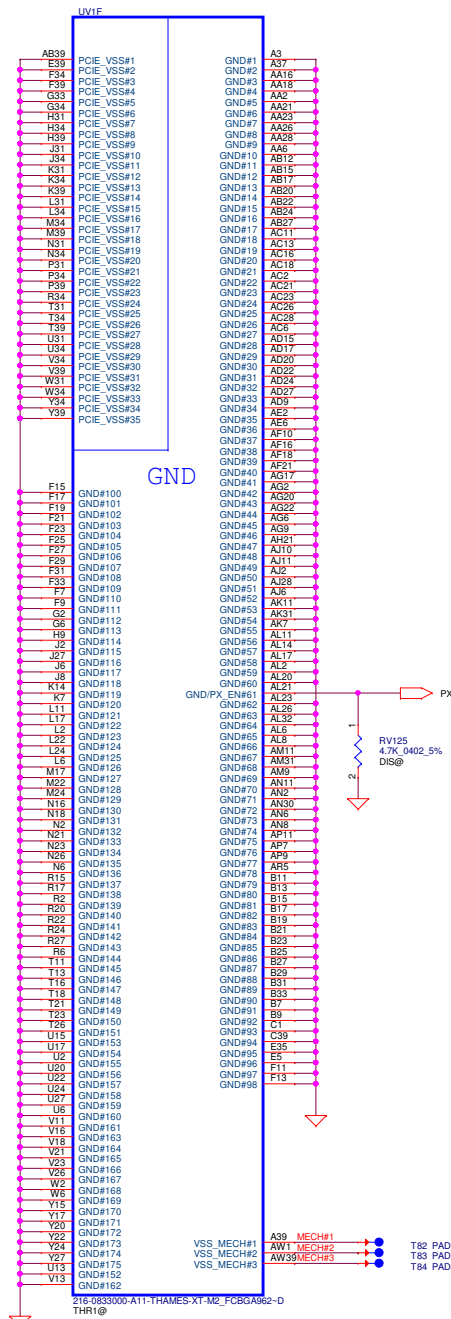 UV1F
AB39 PCIE_VSS#1
E39 PCIE_VSS#2
F34 PCIE_VSS#3
F39 PCIE_VSS#4
G33 PCIE_VSS#5
G34 PCIE_VSS#6
H31 PCIE_VSS#7
H34 PCIE_VSS#8
H39 PCIE_VSS#9
J31 PCIE_VSS#10
J34 PCIE_VSS#11
K31 PCIE_VSS#12
K34 PCIE_VSS#13
K39 PCIE_VSS#14
L31 PCIE_VSS#15
L34 PCIE_VSS#16
M34 PCIE_VSS#17
M39 PCIE_VSS#18
N31 PCIE_VSS#19
N34 PCIE_VSS#20
P31 PCIE_VSS#21
P34 PCIE_VSS#22
P39 PCIE_VSS#23
R34 PCIE_VSS#24
T31 PCIE_VSS#25
T34 PCIE_VSS#26
T39 PCIE_VSS#27
U31 PCIE_VSS#28
U34 PCIE_VSS#29
V34 PCIE_VSS#30
V39 PCIE_VSS#31
W31 PCIE_VSS#32
W34 PCIE_VSS#33
Y34 PCIE_VSS#34
Y39 PCIE_VSS#35
GND
F15 GND#100
F17 GND#101
F19 GND#102
F21 GND#103
F23 GND#104
F25 GND#105
F27 GND#106
F29 GND#107
F31 GND#108
F33 GND#109
F7 GND#110
F9 GND#111
G2 GND#112
G6 GND#113
H9 GND#114
J2 GND#115
J27 GND#116
J6 GND#117
J8 GND#118
K14 GND#119
K7 GND#120
L11 GND#121
L17 GND#122
L2 GND#123
L22 GND#124
L24 GND#125
L6 GND#126
M17 GND#127
M22 GND#128
M24 GND#129
N16 GND#130
N18 GND#131
N2 GND#132
N21 GND#133
N23 GND#134
N26 GND#135
N6 GND#136
R15 GND#137
R17 GND#138
R2 GND#139
R20 GND#140
R22 GND#141
R24 GND#142
R27 GND#143
R6 GND#144
T11 GND#145
T13 GND#146
T16 GND#147
T18 GND#148
T21 GND#149
T23 GND#150
T26 GND#151
U15 GND#153
U17 GND#154
U2 GND#155
U20 GND#156
U22 GND#157
U24 GND#158
U27 GND#159
U6 GND#160
V11 GND#161
V16 GND#163
V18 GND#164
V21 GND#165
V23 GND#166
V26 GND#167
W2 GND#168
W6 GND#169
Y15 GND#170
Y17 GND#171
Y20 GND#172
Y22 GND#173
Y24 GND#174
Y27 GND#175
U13 GND#152
V13 GND#162
GND#1 A3
GND#2 A37
GND#3 AA16
GND#4 AA18
GND#5 AA2
GND#6 AA21
GND#7 AA23
GND#8 AA26
GND#9 AA28
GND#10 AA6
GND#11 AB12
GND#12 AB15
GND#13 AB17
GND#14 AB20
GND#15 AB22
GND#16 AB24
GND#17 AB27
GND#18 AC11
GND#19 AC13
GND#20 AC16
GND#21 AC18
GND#22 AC2
GND#23 AC21
GND#24 AC23
GND#25 AC26
GND#26 AC28
GND#27 AC6
GND#28 AD15
GND#29 AD17
GND#30 AD20
GND#31 AD22
GND#32 AD24
GND#33 AD27
GND#34 AD9
GND#35 AE2
GND#36 AE6
GND#37 AF10
GND#38 AF16
GND#39 AF18
GND#40 AF21
GND#41 AG17
GND#42 AG2
GND#43 AG20
GND#44 AG22
GND#45 AG6
GND#46 AG9
GND#47 AH21
GND#48 AJ10
GND#49 AJ11
GND#50 AJ2
GND#51 AJ28
GND#52 AJ6
GND#53 AK11
GND#54 AK31
GND#55 AK7
GND#56 AL11
GND#57 AL14
GND#58 AL17
GND#59 AL2
GND#60 AL20
GND/PX_EN#61 AL21
GND#62 AL23
GND#63 AL26
GND#64 AL32
GND#65 AL6
GND#66 AL8
GND#67 AM11
GND#68 AM31
GND#69 AM9
GND#70 AN11
GND#71 AN2
GND#72 AN30
GND#73 AN6
GND#74 AN8
GND#75 AP11
GND#76 AP7
GND#77 AP9
GND#78 AR5
GND#79 B11
GND#80 B13
GND#81 B15
GND#82 B17
GND#83 B19
GND#84 B21
GND#85 B23
GND#86 B25
GND#87 B27
GND#88 B29
GND#89 B31
GND#90 B33
GND#91 B7
GND#92 B9
GND#93 C1
GND#94 C39
GND#95 E35
GND#96 E5
GND#97 F11
GND#98 F13
PX
1
RV125
4.7K_0402_5%
DIS@
2
VSS_MECH#1 A39 MECH#1 T82 PAD
VSS_MECH#2 AW1 MECH#2 T83 PAD
VSS_MECH#3 AW39 MECH#3 T84 PAD
216-0833000-A11-THAMES-XT-M2_FCBGA962~D
THR1@